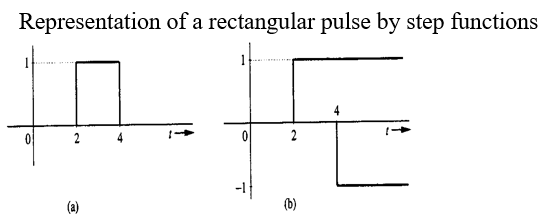 Representation of a rectangular pulse by step functions
1
0 2 4 t
(a)
1
4
0 2 t
-1
(b)